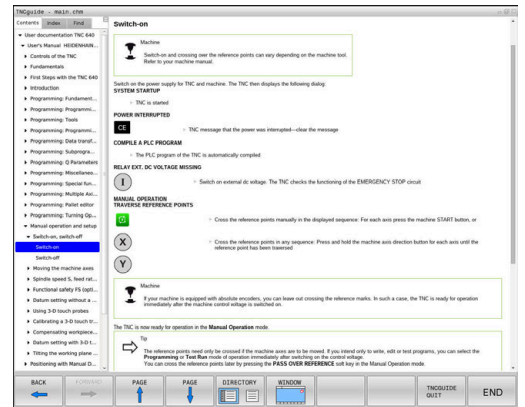 TNCguide - main.chm
Contents Index Find
User documentation TNC 640
User's Manual HEIDENHAIN...
Controls of the TNC
Fundamentals
First Steps with the TNC 640
Introduction
Programming: Fundament...
Programming: Programmi...
Programming: Tools
Programming: Programmi...
Programming: Data transf...
Programming: Subprogra...
Programming: Q Parameters
Programming: Miscellaneo...
Programming: Special fun...
Programming: Multiple Axi...
Programming: Pallet editor
Programming: Turning Op...
Manual operation and setup
Switch-on, switch-off
Switch-on
Switch-off
Moving the machine axes
Spindle speed S, feed rat...
Functional safety FS (opti...
Datum setting without a ...
Using 3-D touch probes
Calibrating a 3-D touch tr...
Compensating workpiece...
Datum setting with 3-D t...
Tilting the working plane ...
Positioning with Manual D...
Switch-on
Machine
Switch-on and crossing over the reference points can vary depending on the machine tool.
Refer to your machine manual.
Switch on the power supply for TNC and machine. The TNC then displays the following dialog:
SYSTEM STARTUP
TNC is started
POWER INTERRUPTED
CE
TNC message that the power was interrupted—clear the message
COMPILE A PLC PROGRAM
The PLC program of the TNC is automatically compiled
RELAY EXT. DC VOLTAGE MISSING
I
Switch on external dc voltage. The TNC checks the functioning of the EMERGENCY STOP circuit
MANUAL OPERATION
TRAVERSE REFERENCE POINTS
Cross the reference points manually in the displayed sequence: For each axis press the machine START button, or
X
Cross the reference points in any sequence: Press and hold the machine axis direction button for each axis until the
reference point has been traversed
Y
Machine
If your machine is equipped with absolute encoders, you can leave out crossing the reference marks. In such a case, the TNC is ready for operation
immediately after the machine control voltage is switched on.
The TNC is now ready for operation in the Manual Operation mode.
Tip
The reference points need only be crossed if the machine axes are to be moved. If you intend only to write, edit or test programs, you can select the
Programming or Test Run mode of operation immediately after switching on the control voltage.
You can cross the reference points later by pressing the PASS OVER REFERENCE soft key in the Manual Operation mode.
BACK FORWARD PAGE PAGE DIRECTORY WINDOW TNCGUIDE
QUIT END